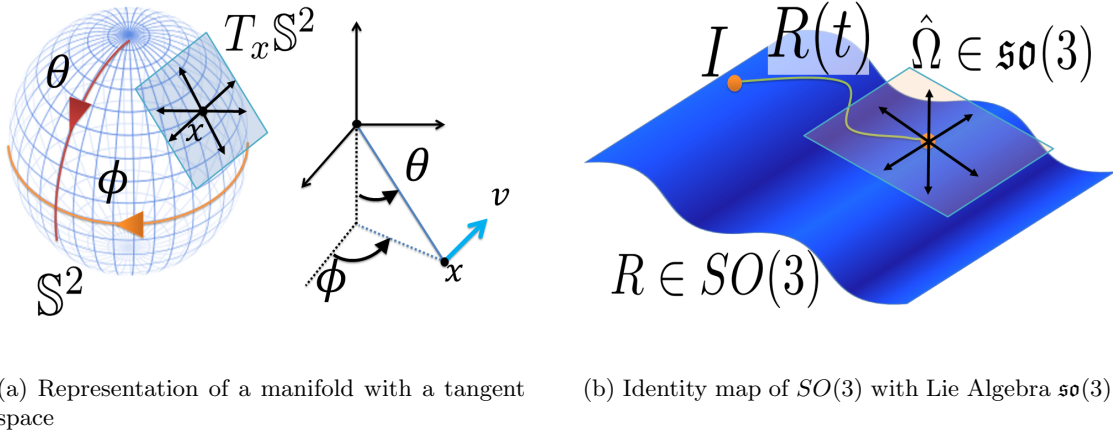 θ
T_x𝕊²
x
ϕ
𝕊²
θ
v
ϕ
x
I
R(t)
Ω̂ ∈ 𝔰𝔬(3)
R ∈ SO(3)
(a) Representation of a manifold with a tangent
space
(b) Identity map of SO(3) with Lie Algebra 𝔰𝔬(3)